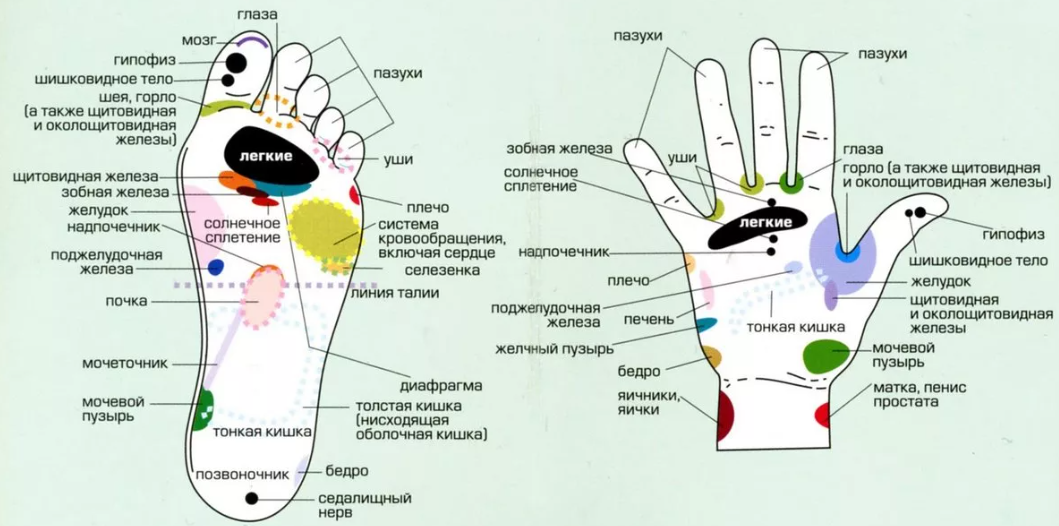 глаза
мозг
гипофиз
шишковидное тело
шея, горло
(а также щитовидная
и околощитовидная
железы)
пазухи
легкие
уши
щитовидная железа
зобная железа
желудок
надпочечник
солнечное
сплетение
плечо
система
кровообращения,
включая сердце
поджелудочная
железа
селезенка
линия талии
почка
мочеточник
диафрагма
мочевой
пузырь
толстая кишка
(нисходящая
оболочная кишка)
тонкая кишка
позвоночник
бедро
седалищный
нерв
пазухи
пазухи
зобная железа
уши
глаза
солнечное
сплетение
горло (а также щитовидная
и околощитовидная железы)
легкие
гипофиз
надпочечник
шишковидное тело
плечо
желудок
поджелудочная
железа
печень
тонкая кишка
щитовидная
и околощитовидная
железы
желчный пузырь
мочевой
пузырь
бедро
яичники,
яички
матка, пенис
простата